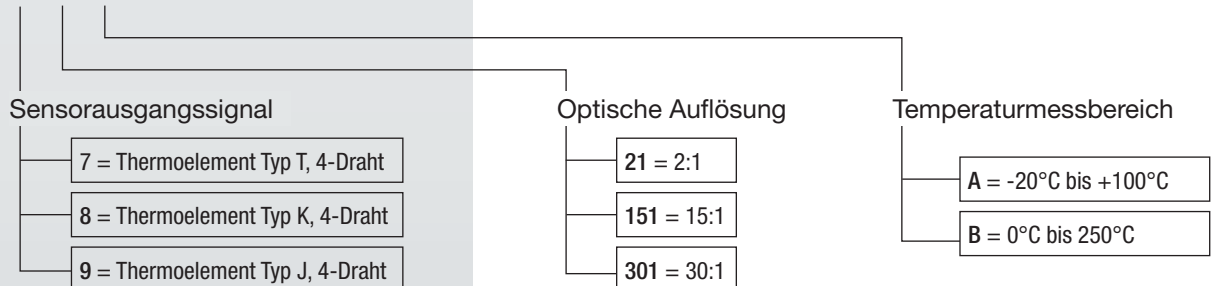 Sensorausgangssignal
7 = Thermoelement Typ T, 4-Draht
8 = Thermoelement Typ K, 4-Draht
9 = Thermoelement Typ J, 4-Draht
Optische Auflösung
21 = 2:1
151 = 15:1
301 = 30:1
Temperaturmessbereich
A = -20°C bis +100°C
B = 0°C bis 250°C